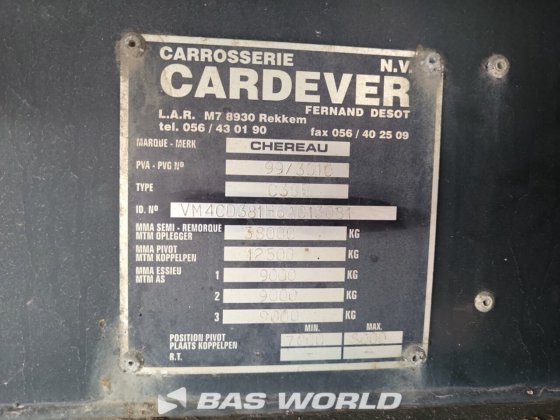 CARROSSERIE N.V.
CARDEVER
FERNAND DESOT
L.A.R. M7 8930 Rekkem
tel. 056 / 43 01 90 fax 056 / 40 25 09
MARQUE - MERK CHEREAU
PVA - PVG Nº
TYPE
ID. Nº
MMA SEMI - REMORQUE 38000 KG
MTM OPLEGGER
MMA PIVOT 12500 KG
MTM KOPPELPEN
MMA ESSIEU 1 9000 KG
MTM AS
2 9000 KG
3 9000 KG
MIN. MAX.
POSITION PIVOT
PLAATS KOPPELPEN
R.T.
BAS WORLD